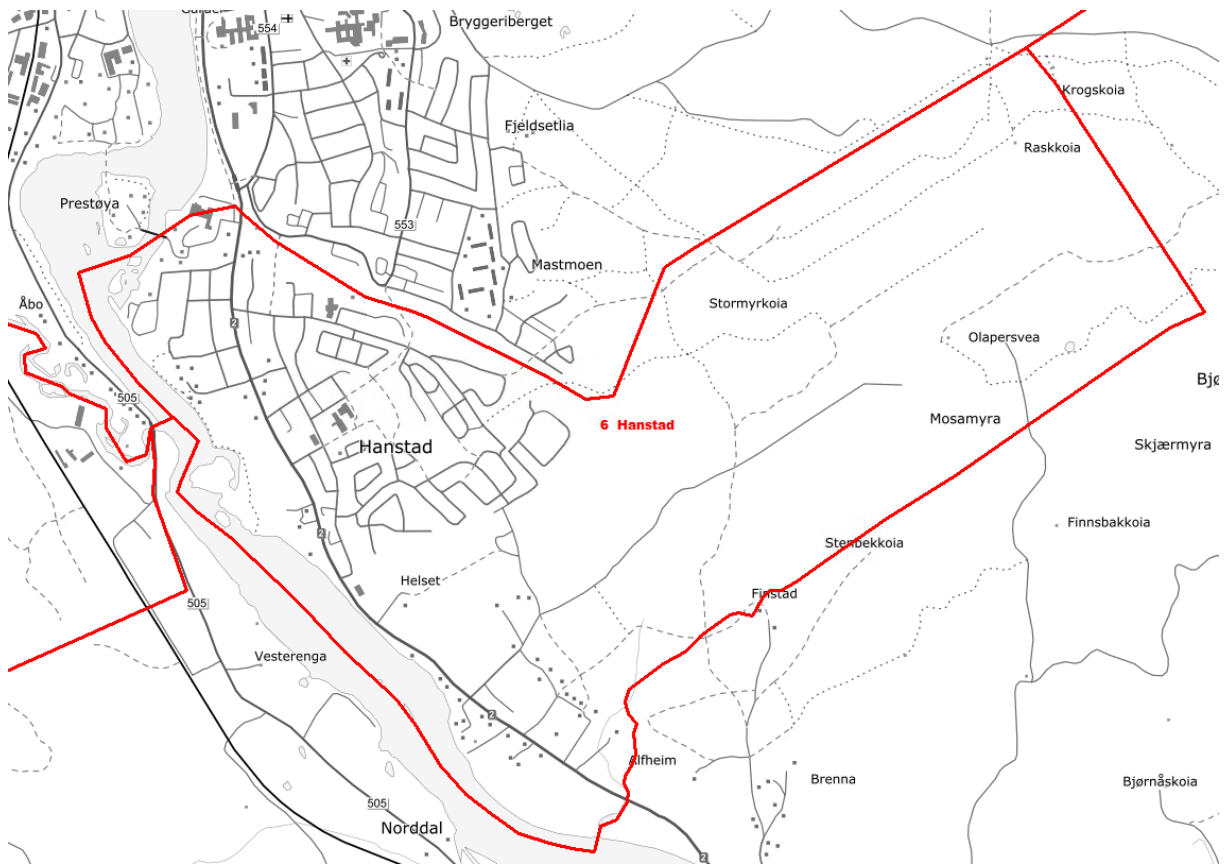 554
Bryggeriberget
Krogskoia
Fjeldsetlia
Raskkoia
Prestøya
553
Mastmoen
Åbo
Stormyrkoia
2
Olapersvea
505
Mosamyra
6 Hanstad
Hanstad
Skjærmyra
Finnsbakkoia
2
Stenbekkoia
Helset
Finstad
505
Vesterenga
2
Alfheim
Brenna
Bjørnåskoia
505
Norddal
2